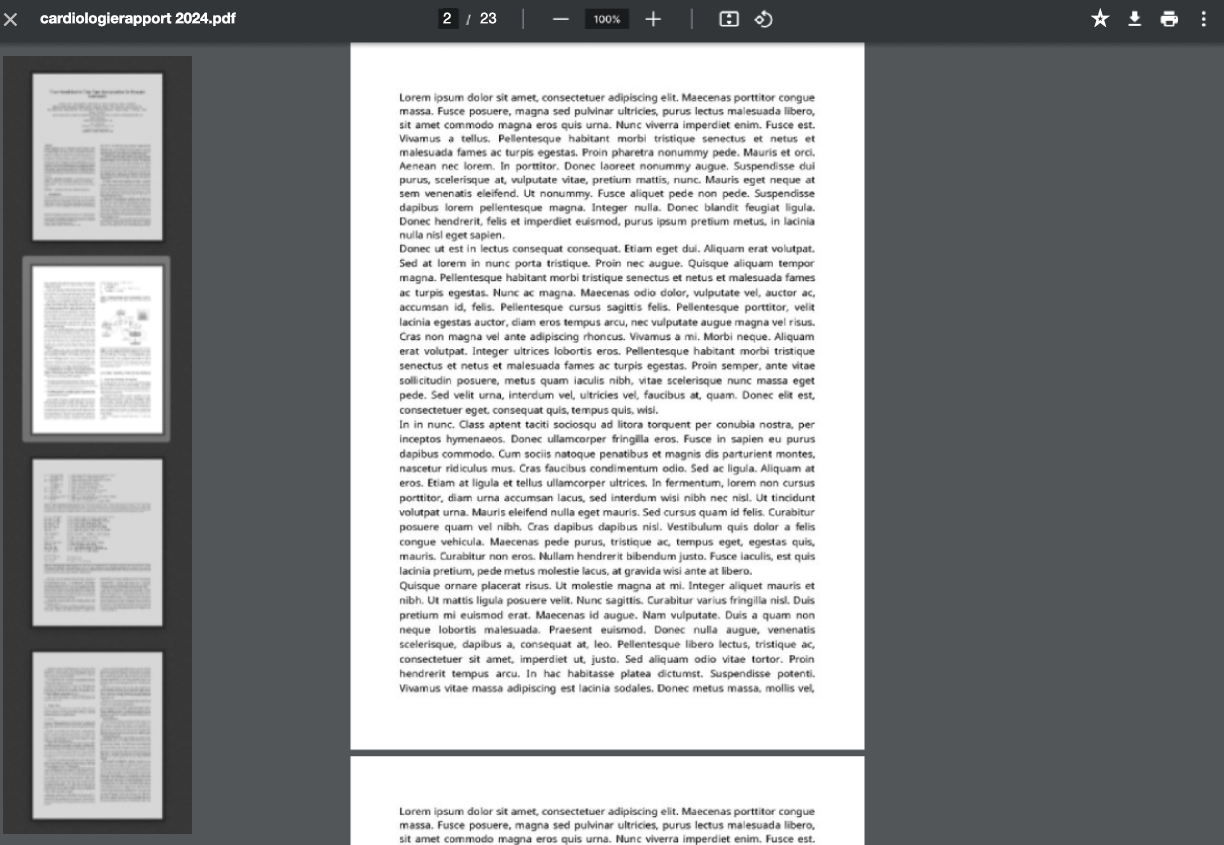 cardiologierapport 2024.pdf
2 / 23
100%
Lorem ipsum dolor sit amet, consectetuer adipiscing elit. Maecenas porttitor congue
massa. Fusce posuere, magna sed pulvinar ultricies, purus lectus malesuada libero,
sit amet commodo magna eros quis urna. Nunc viverra imperdiet enim. Fusce est.
Vivamus a tellus. Pellentesque habitant morbi tristique senectus et netus et
malesuada fames ac turpis egestas. Proin pharetra nonummy pede. Mauris et orci.
Aenean nec lorem. In porttitor. Donec laoreet nonummy augue. Suspendisse dui
purus, scelerisque at, vulputate vitae, pretium mattis, nunc. Mauris eget neque at
sem venenatis eleifend. Ut nonummy. Fusce aliquet pede non pede. Suspendisse
dapibus lorem pellentesque magna. Integer nulla. Donec blandit feugiat ligula.
Donec hendrerit, felis et imperdiet euismod, purus ipsum pretium metus, in lacinia
nulla nisl eget sapien.
Donec ut est in lectus consequat consequat. Etiam eget dui. Aliquam erat volutpat.
Sed at lorem in nunc porta tristique. Proin nec augue. Quisque aliquam tempor
magna. Pellentesque habitant morbi tristique senectus et netus et malesuada fames
ac turpis egestas. Nunc ac magna. Maecenas odio dolor, vulputate vel, auctor ac,
accumsan id, felis. Pellentesque cursus sagittis felis. Pellentesque porttitor, velit
lacinia egestas auctor, diam eros tempus arcu, nec vulputate augue magna vel risus.
Cras non magna vel ante adipiscing rhoncus. Vivamus a mi. Morbi neque. Aliquam
erat volutpat. Integer ultrices lobortis eros. Pellentesque habitant morbi tristique
senectus et netus et malesuada fames ac turpis egestas. Proin semper, ante vitae
sollicitudin posuere, metus quam iaculis nibh, vitae scelerisque nunc massa eget
pede. Sed velit urna, interdum vel, ultricies vel, faucibus at, quam. Donec elit est,
consectetuer eget, consequat quis, tempus quis, wisi.
In in nunc. Class aptent taciti sociosqu ad litora torquent per conubia nostra, per
inceptos hymenaeos. Donec ullamcorper fringilla eros. Fusce in sapien eu purus
dapibus commodo. Cum sociis natoque penatibus et magnis dis parturient montes,
nascetur ridiculus mus. Cras faucibus condimentum odio. Sed ac ligula. Aliquam at
eros. Etiam at ligula et tellus ullamcorper ultrices. In fermentum, lorem non cursus
porttitor, diam urna accumsan lacus, sed interdum wisi nibh nec nisl. Ut tincidunt
volutpat urna. Mauris eleifend nulla eget mauris. Sed cursus quam id felis. Curabitur
posuere quam vel nibh. Cras dapibus dapibus nisl. Vestibulum quis dolor a felis
congue vehicula. Maecenas pede purus, tristique ac, tempus eget, egestas quis,
mauris. Curabitur non eros. Nullam hendrerit bibendum justo. Fusce iaculis, est quis
lacinia pretium, pede metus molestie lacus, at gravida wisi ante at libero.
Quisque ornare placerat risus. Ut molestie magna at mi. Integer aliquet mauris et
nibh. Ut mattis ligula posuere velit. Nunc sagittis. Curabitur varius fringilla nisl. Duis
pretium mi euismod erat. Maecenas id augue. Nam vulputate. Duis a quam non
neque lobortis malesuada. Praesent euismod. Donec nulla augue, venenatis
scelerisque, dapibus a, consequat at, leo. Pellentesque libero lectus, tristique ac,
consectetuer sit amet, imperdiet ut, justo. Sed aliquam odio vitae tortor. Proin
hendrerit tempus arcu. In hac habitasse platea dictumst. Suspendisse potenti.
Vivamus vitae massa adipiscing est lacinia sodales. Donec metus massa, mollis vel,
Lorem ipsum dolor sit amet, consectetuer adipiscing elit. Maecenas porttitor congue
massa. Fusce posuere, magna sed pulvinar ultricies, purus lectus malesuada libero,
sit amet commodo magna eros quis urna. Nunc viverra imperdiet enim. Fusce est.